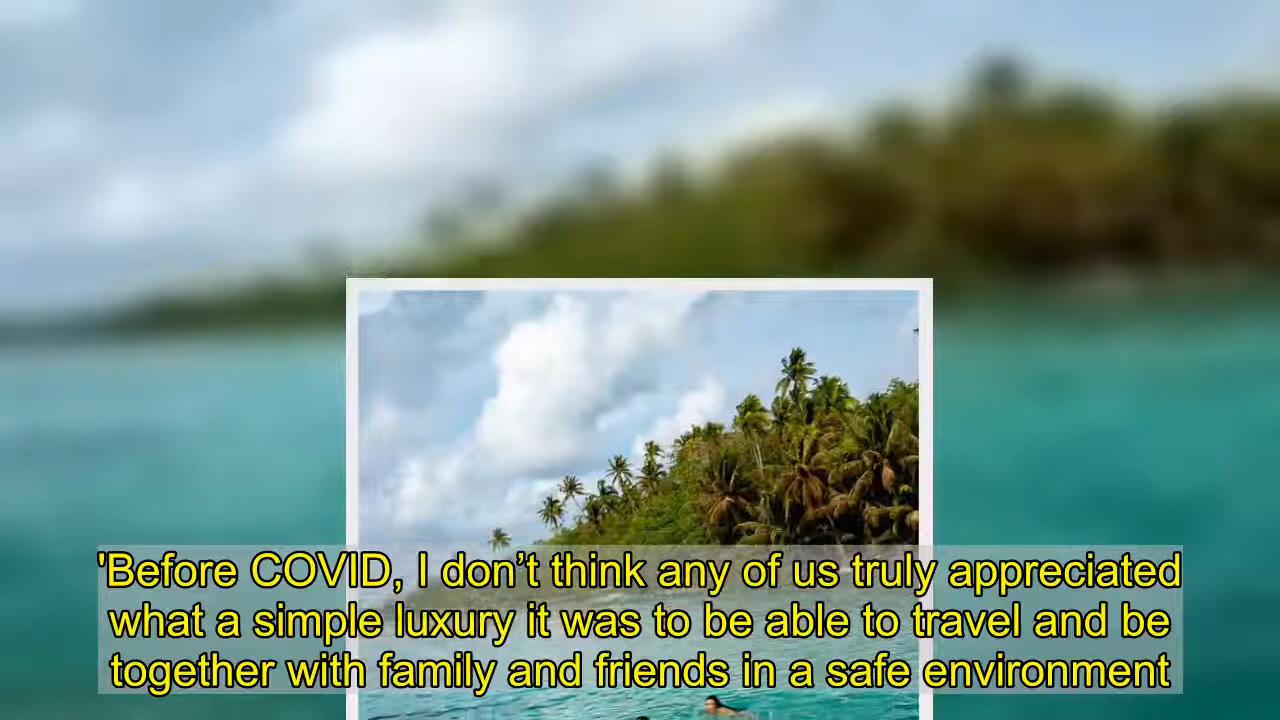 'Before COVID, I don’t think any of us truly appreciated
what a simple luxury it was to be able to travel and be
together with family and friends in a safe environment